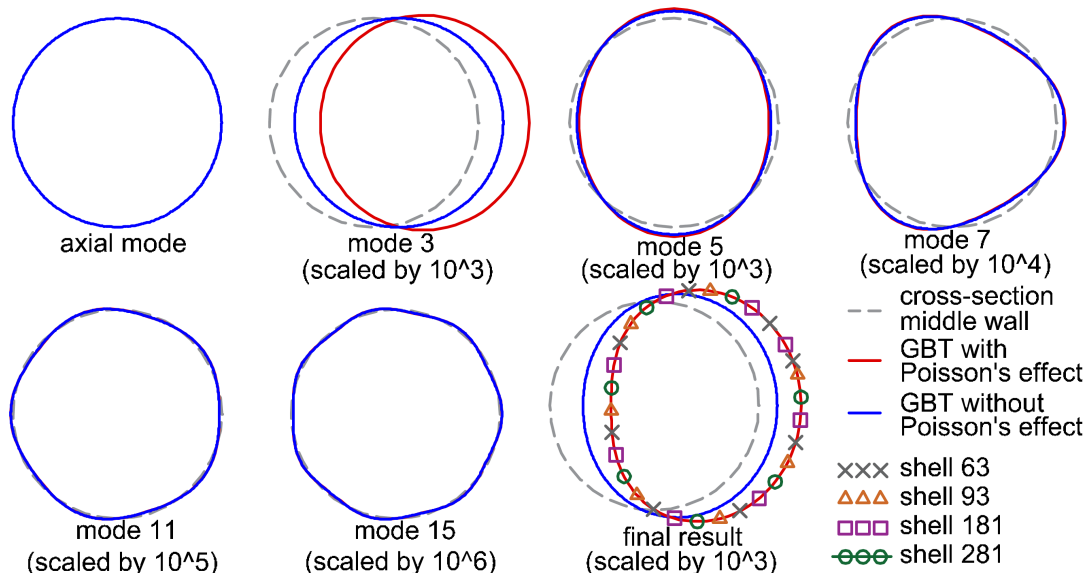 axial mode
mode 3
(scaled by 10^3)
mode 5
(scaled by 10^3)
mode 7
(scaled by 10^4)
cross-section
middle wall
GBT with
Poisson's effect
GBT without
Poisson's effect
mode 11
(scaled by 10^5)
mode 15
(scaled by 10^6)
final result
(scaled by 10^3)
shell 63
shell 93
shell 181
shell 281